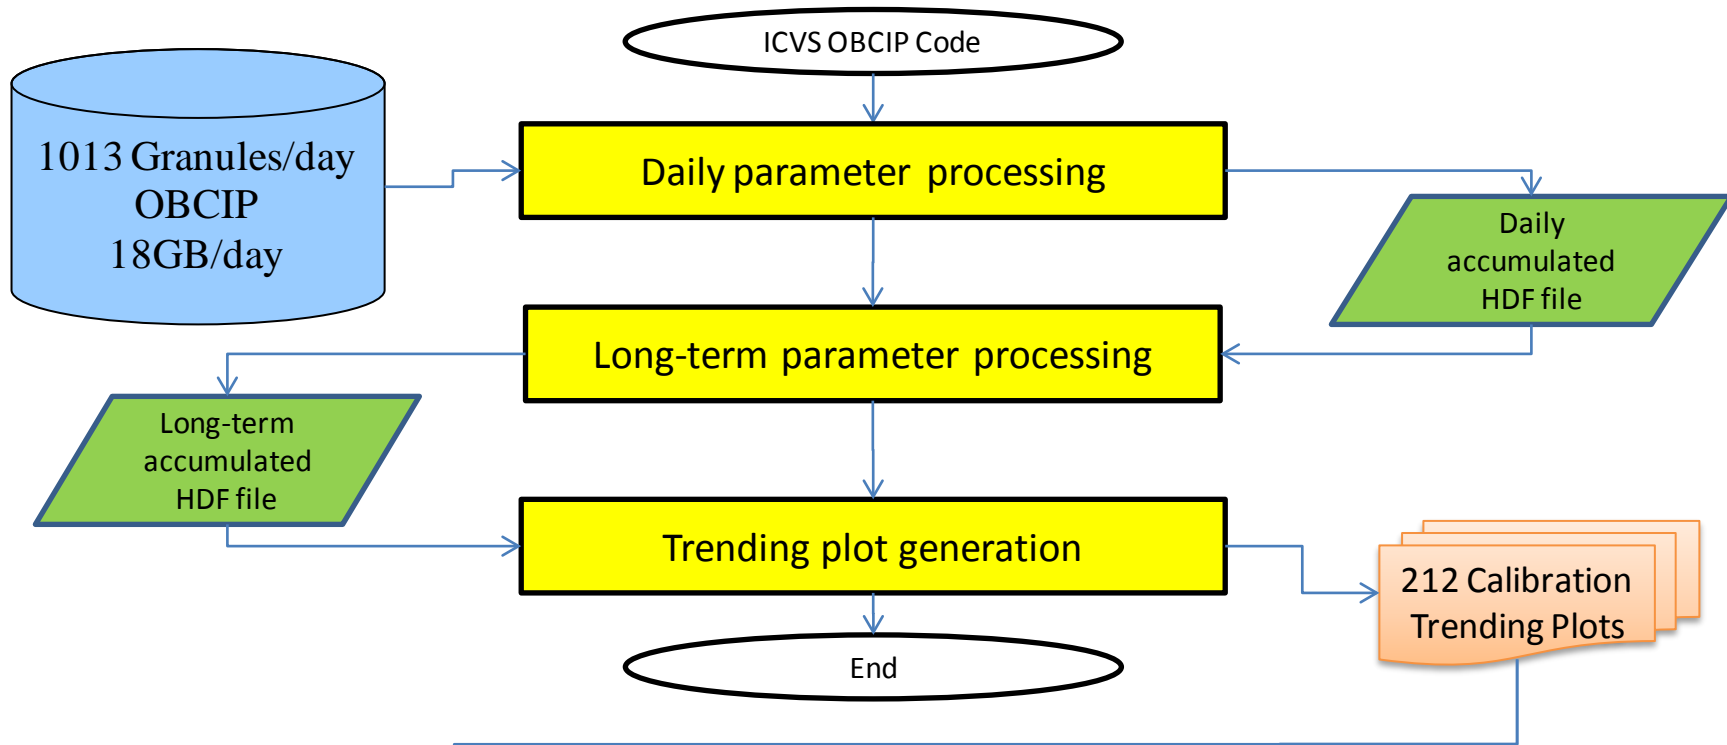 ICVS OBCIP Code
1013 Granules/day
OBCIP
18GB/day
Daily parameter processing
Daily
accumulated
HDF file
Long-term parameter processing
Long-term
accumulated
HDF file
Trending plot generation
212 Calibration
Trending Plots
End